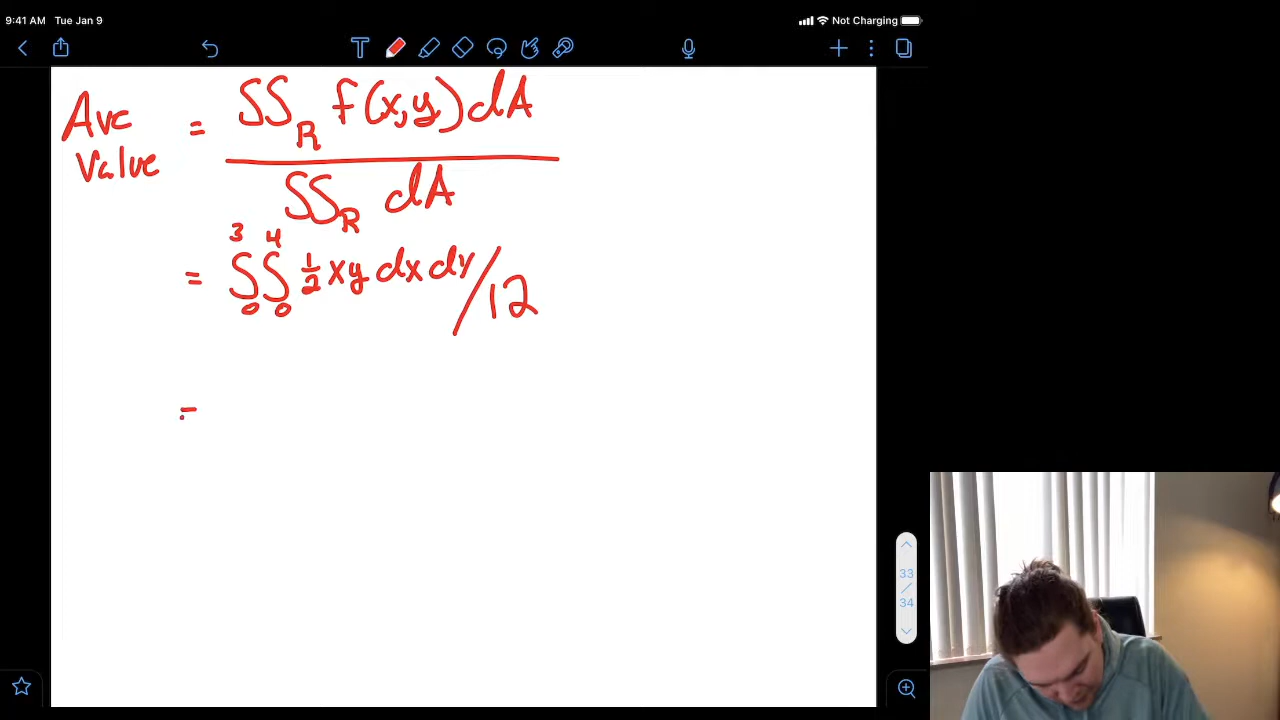 9:41 AM Tue Jan 9
Not Charging
T
Ave Value = ∫∫_R f(x,y) dA
∫∫_R dA
= ∫_0^3 ∫_0^4 1/2 xy dx dy / 12
=
33
/
34